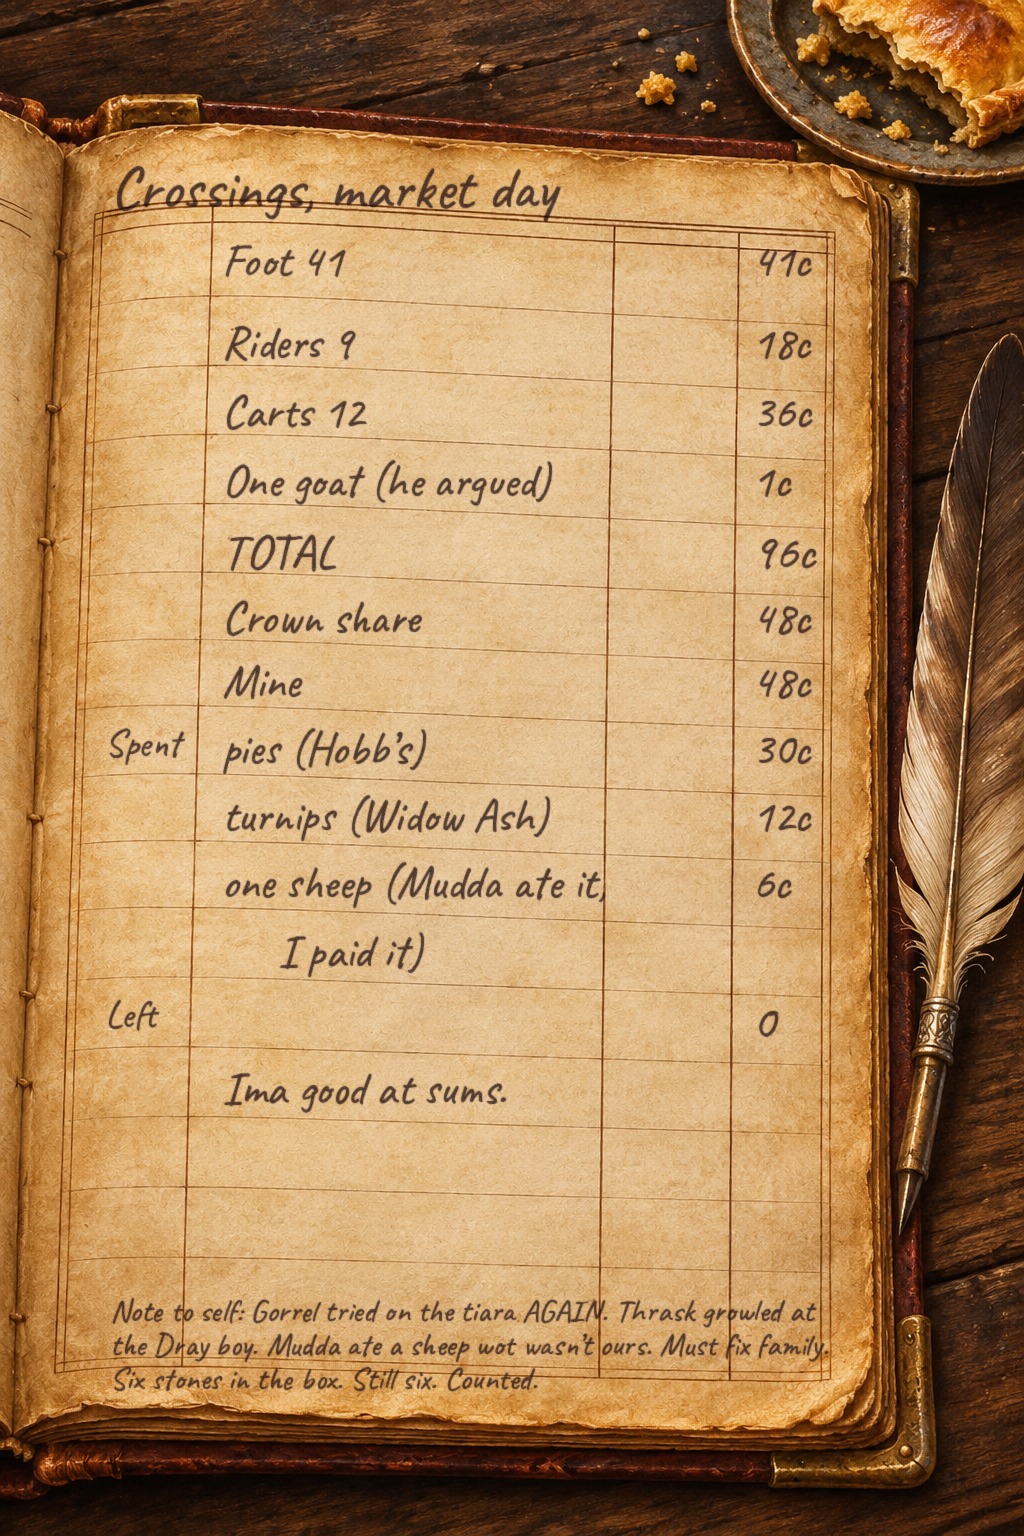 Crossings, market day
Foot 41 41c
Riders 9 18c
Carts 12 36c
One goat (he argued) 1c
TOTAL 96c
Crown share 48c
Mine 48c
Spent pies (Hobb's) 30c
turnips (Widow Ash) 12c
one sheep (Mudda ate it, 6c
I paid it)
Left 0
Ima good at sums.
Note to self: Gorrel tried on the tiara AGAIN. Thrask growled at
the Dray boy. Mudda ate a sheep wot wasn't ours. Must fix family.
Six stones in the box. Still six. Counted.